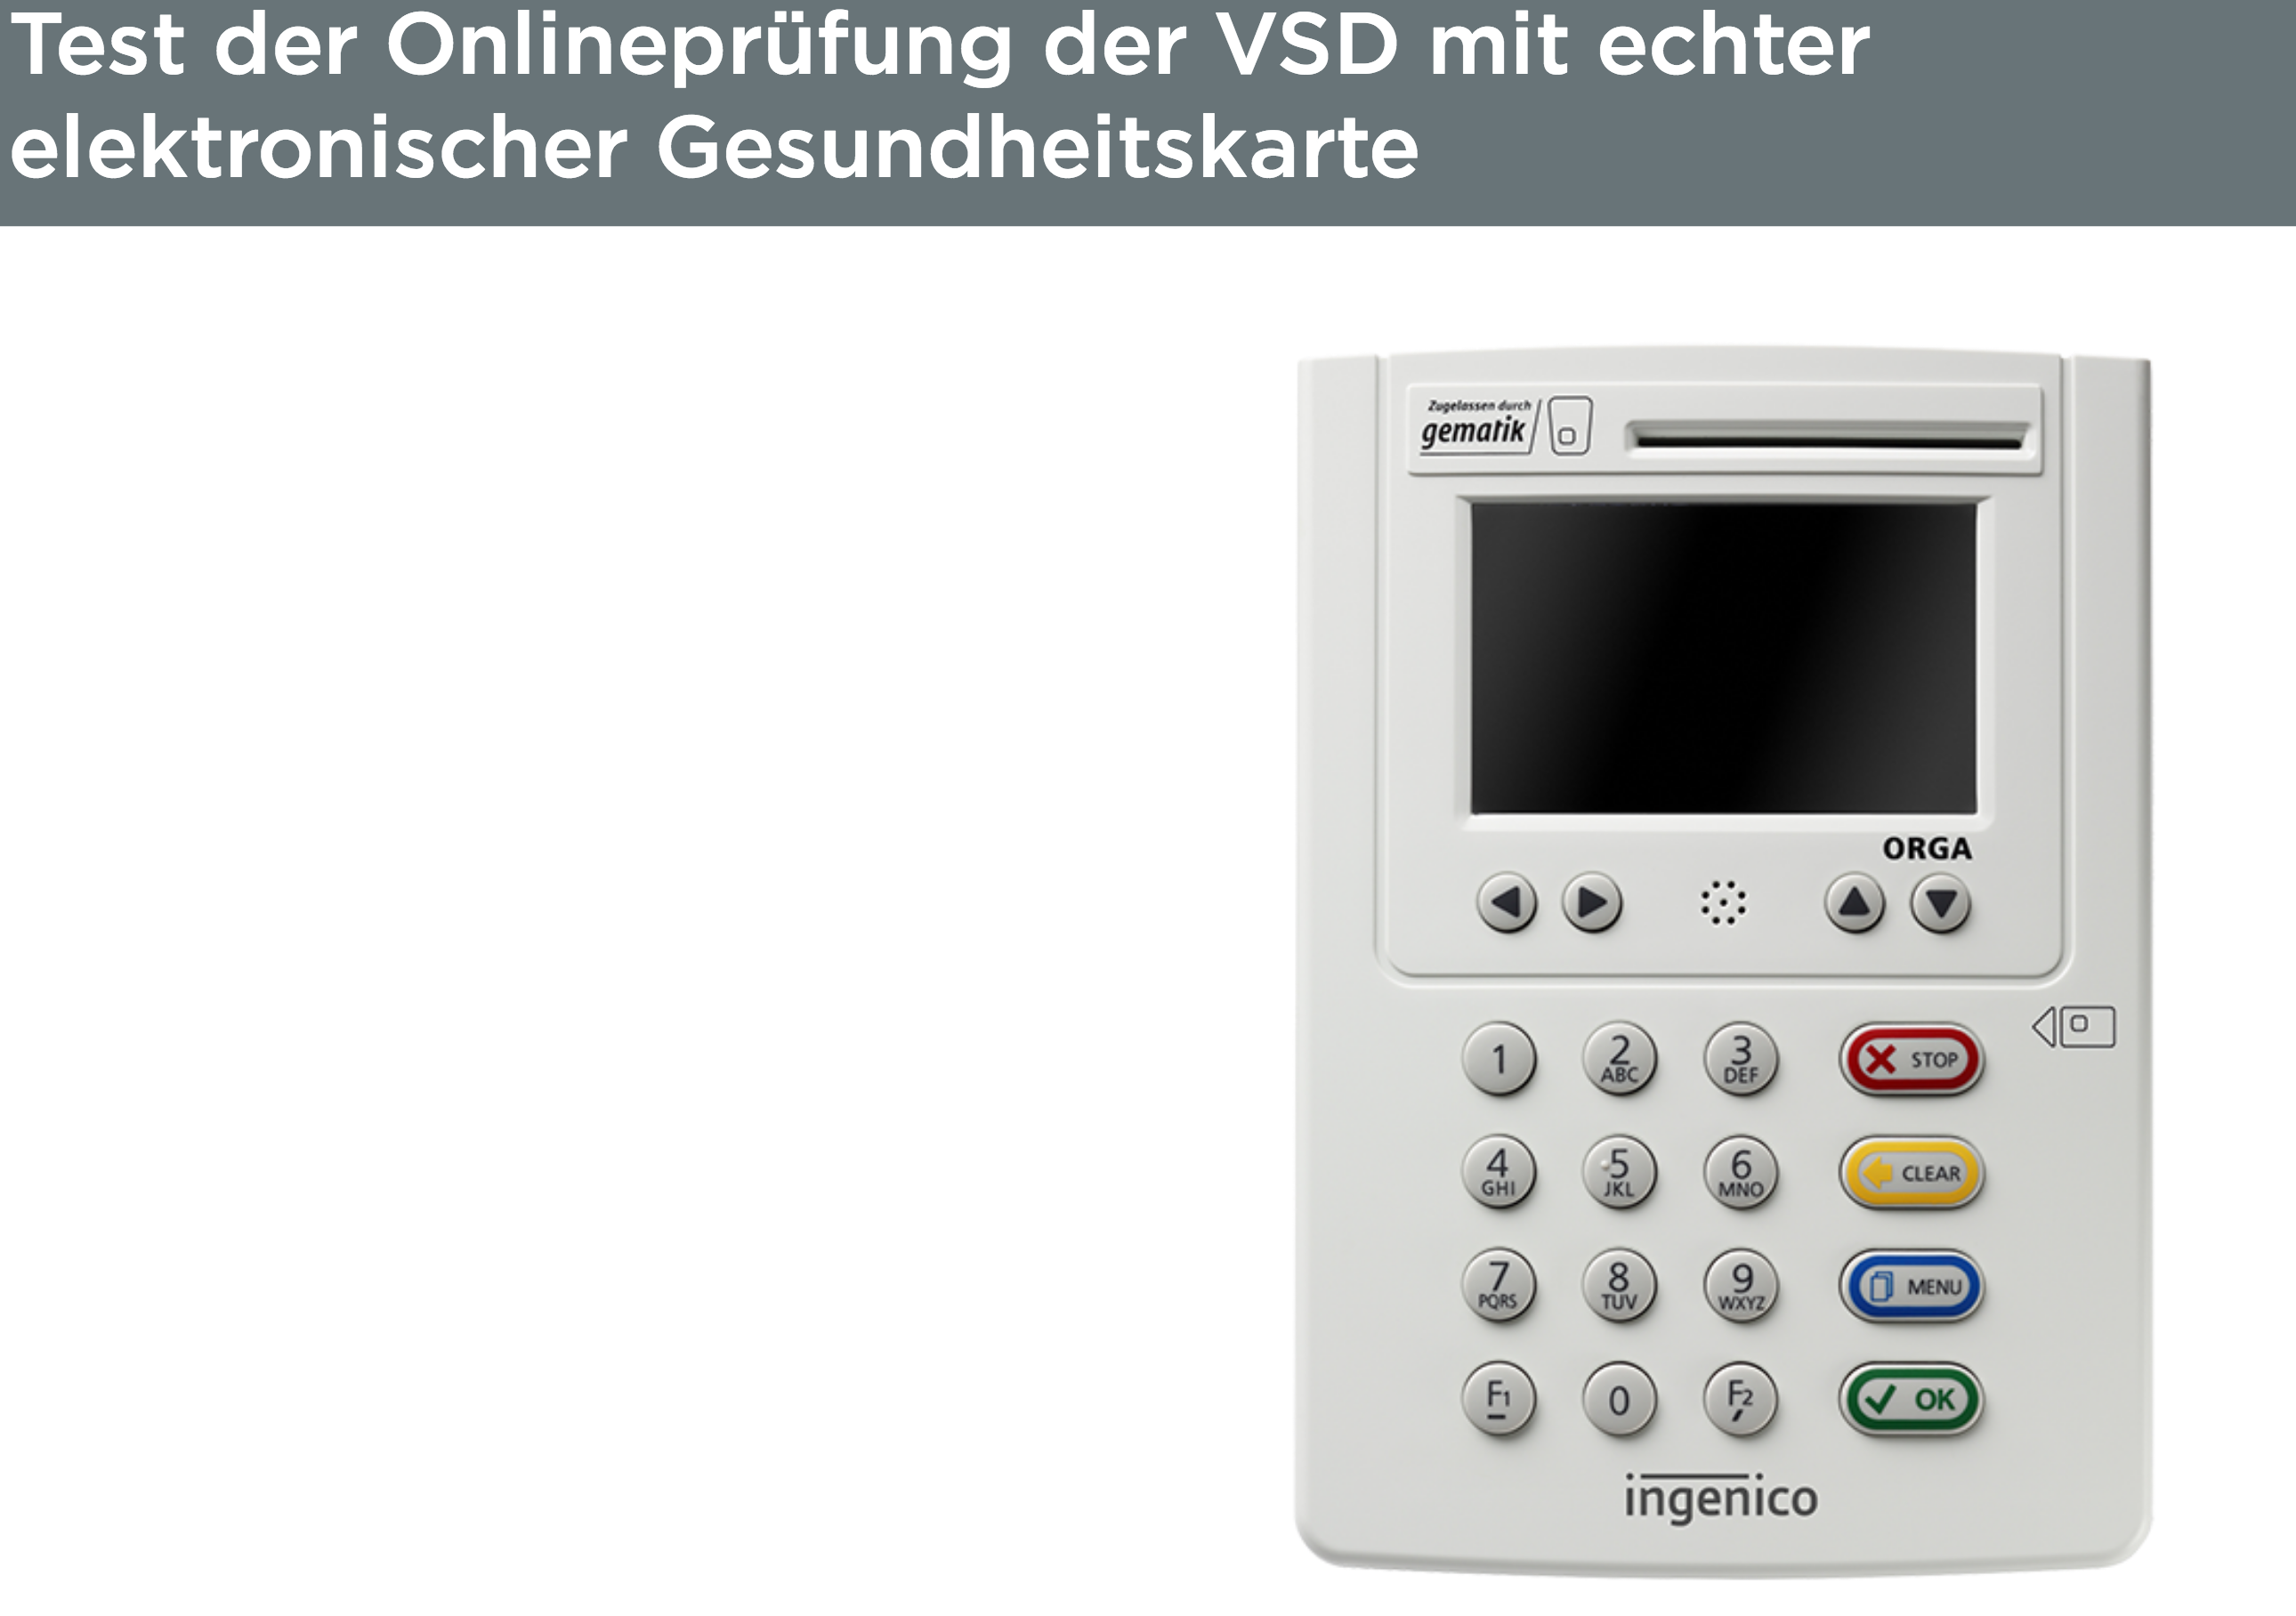 Test der Onlineprüfung der VSD mit echter
elektronischer Gesundheitskarte
Zugelassen durch
gematik
ORGA
1
2
ABC
3
DEF
STOP
4
GHI
5
JKL
6
MNO
CLEAR
7
PQRS
8
TUV
9
WXYZ
MENU
F1
0
F2
OK
ingenico